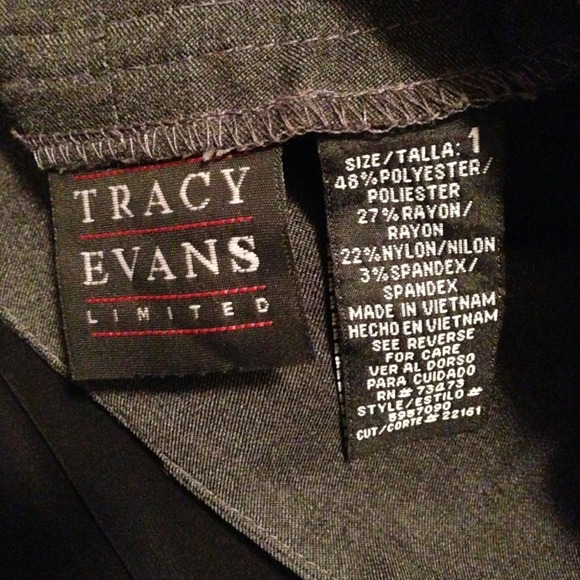 TRACY
EVANS
LIMITED
SIZE/TALLA: 1
48%POLYESTER/
POLIESTER
27%RAYON/
RAYON
22%NYLON/NILON
3%SPANDEX/
SPANDEX
MADE IN VIETNAM
HECHO EN VIETNAM
SEE REVERSE
FOR CARE
VER AL DORSO
PARA CUIDADO
RN# 73473
STYLE/ESTILO#
5957090
CUT/CORTE# 22161